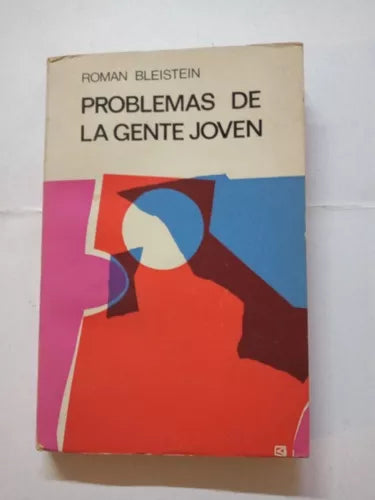 ROMAN BLEISTEIN
PROBLEMAS DE
LA GENTE JOVEN